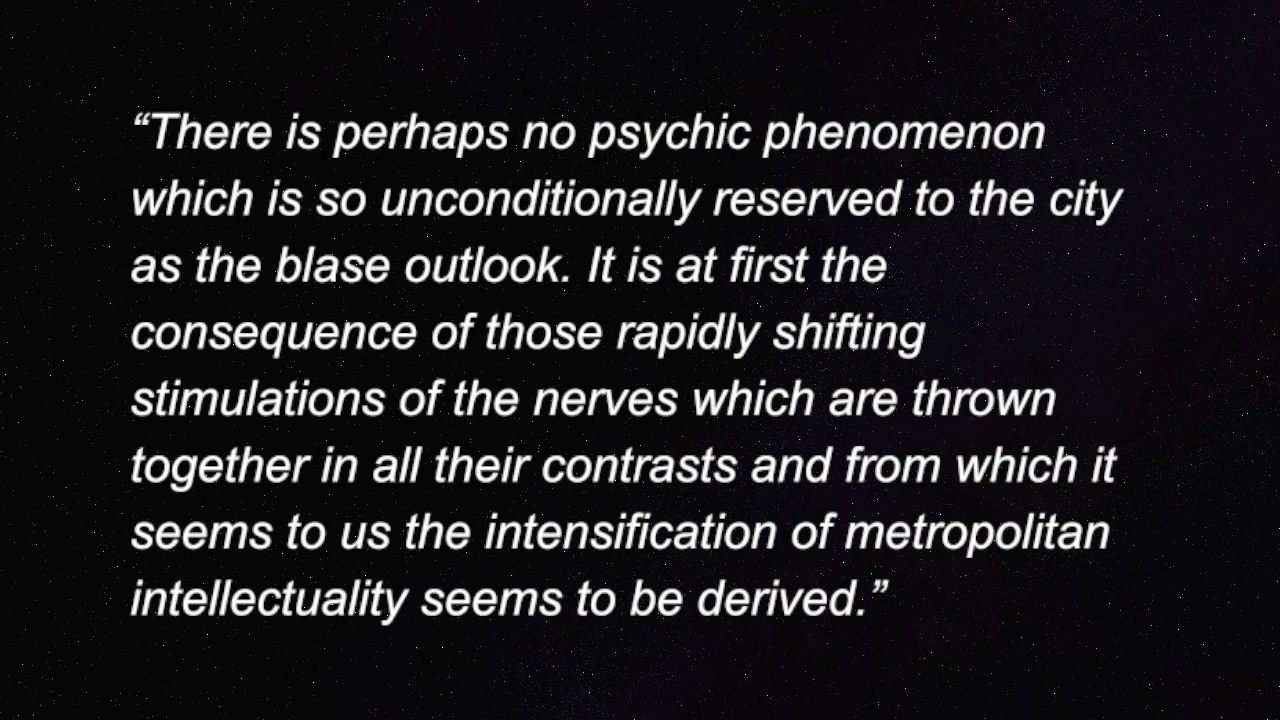 “There is perhaps no psychic phenomenon
which is so unconditionally reserved to the city
as the blase outlook. It is at first the
consequence of those rapidly shifting
stimulations of the nerves which are thrown
together in all their contrasts and from which it
seems to us the intensification of metropolitan
intellectuality seems to be derived.”